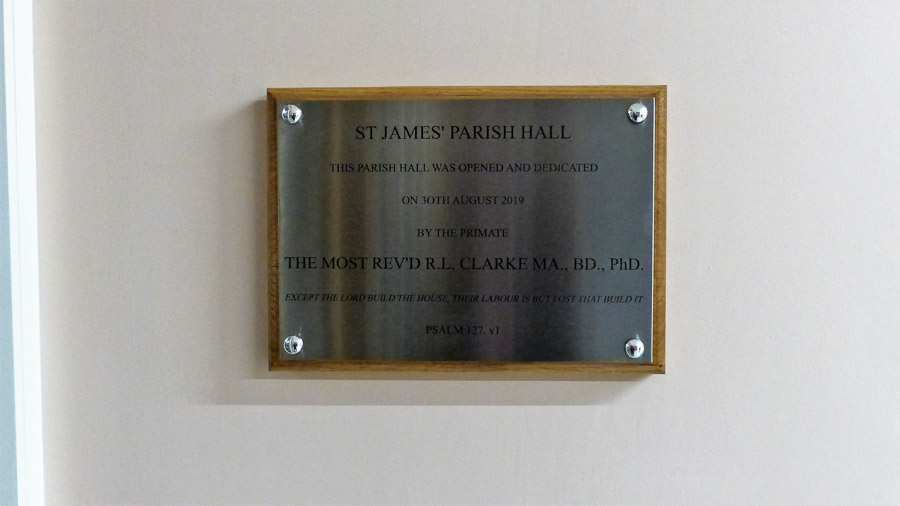 ST JAMES' PARISH HALL
THIS PARISH HALL WAS OPENED AND DEDICATED
ON 30TH AUGUST 2019
BY THE PRIMATE
THE MOST REV'D R.L. CLARKE MA., BD., PhD.
EXCEPT THE LORD BUILD THE HOUSE, THEIR LABOUR IS BUT LOST THAT BUILD IT
PSALM 127, v1